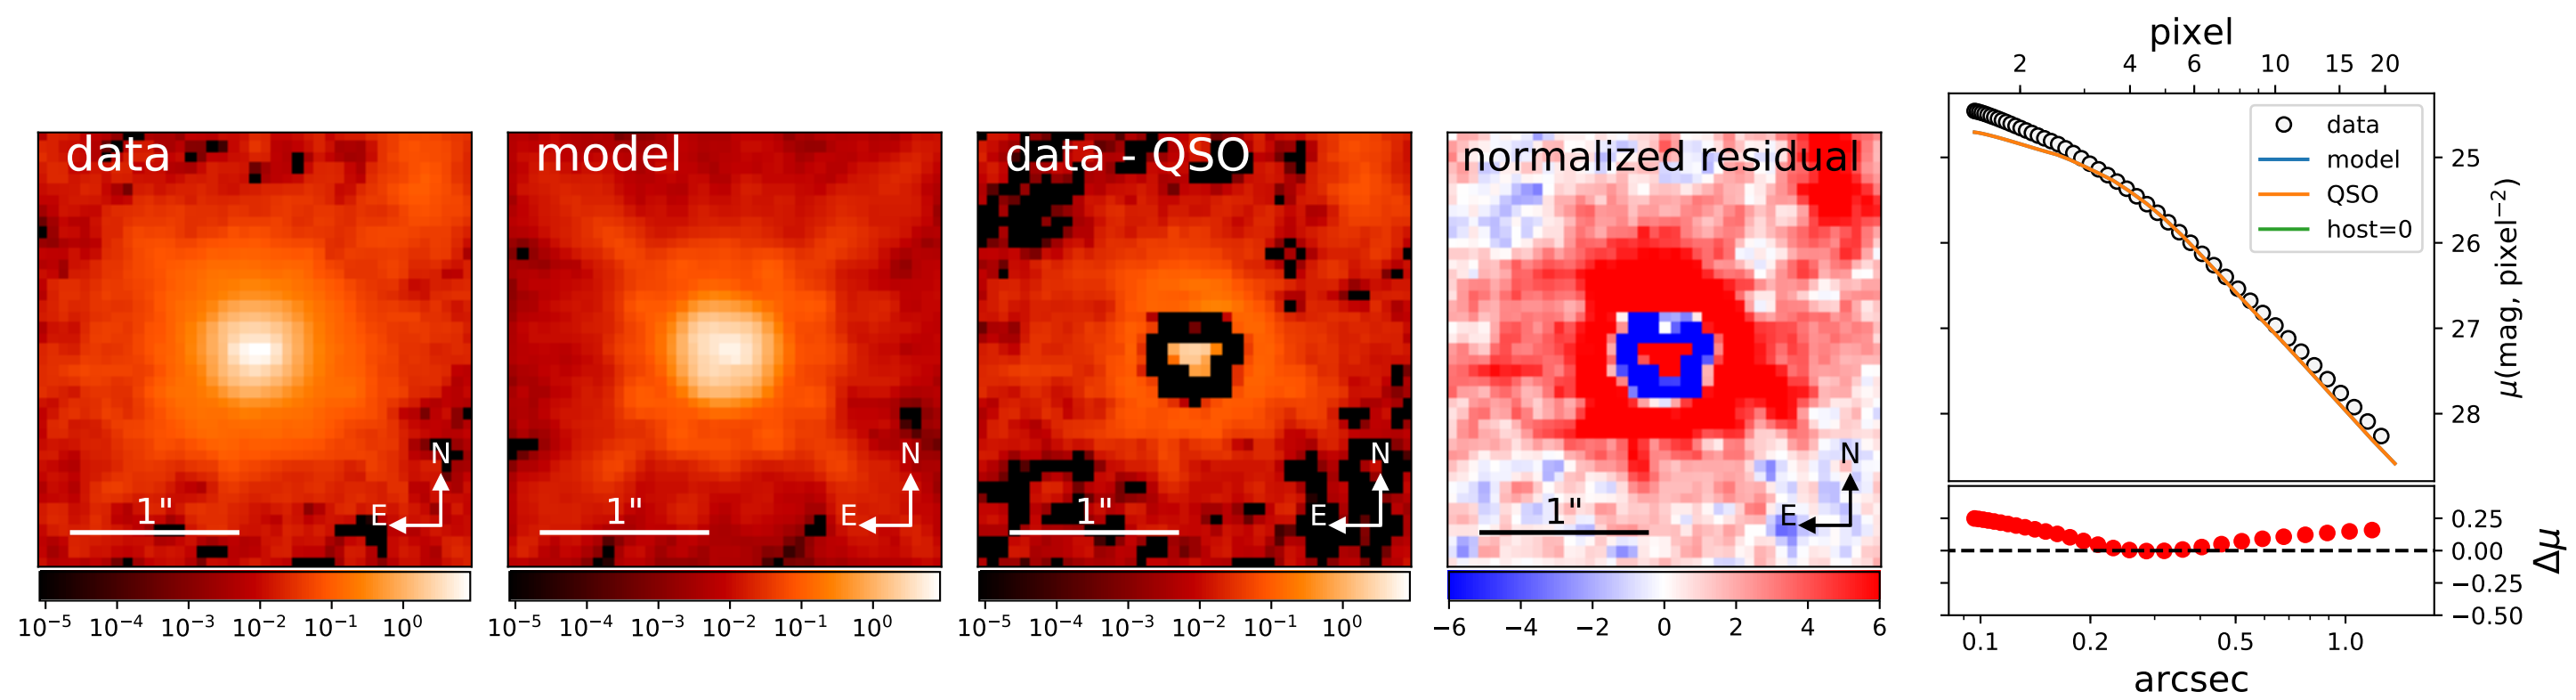 data
N
E
1"
10⁻⁵ 10⁻⁴ 10⁻³ 10⁻² 10⁻¹ 10⁰
model
N
E
1"
10⁻⁵ 10⁻⁴ 10⁻³ 10⁻² 10⁻¹ 10⁰
data - QSO
N
E
1"
10⁻⁵ 10⁻⁴ 10⁻³ 10⁻² 10⁻¹ 10⁰
normalized residual
N
E
1"
−6 −4 −2 0 2 4 6
pixel
2 4 6 10 15 20
data
model
QSO
host=0
25
26
27
28
μ(mag, pixel⁻²)
0.25
0.00
−0.25
−0.50
Δμ
0.1 0.2 0.5 1.0
arcsec